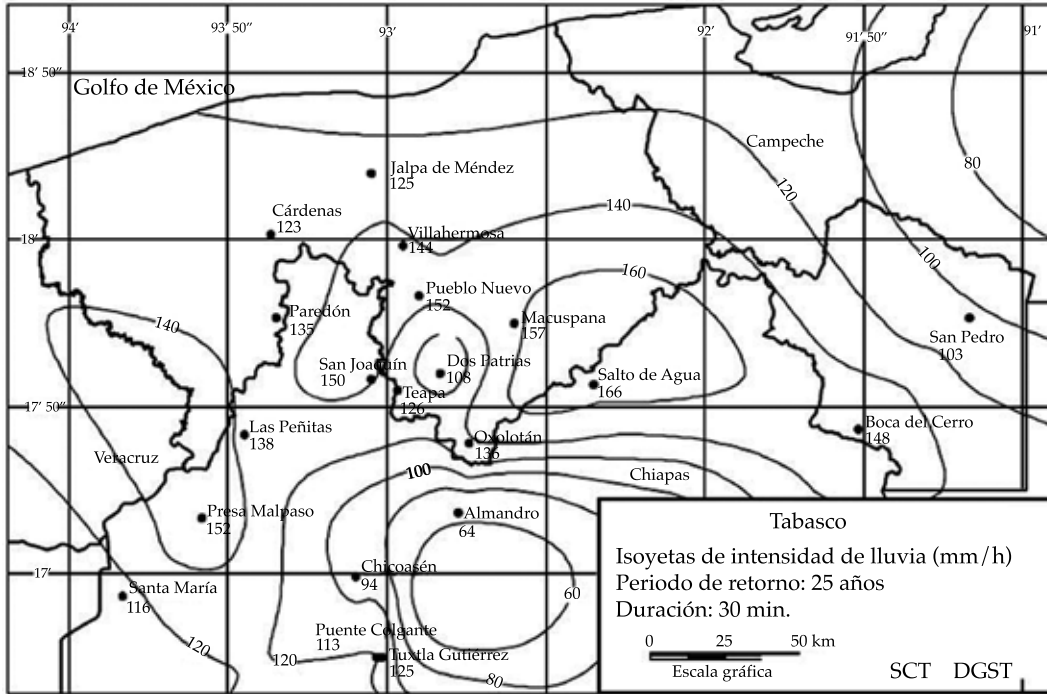 94′ 93′ 50″ 93′ 92′ 91′ 50″ 91′
18′ 50″
Golfo de México
80
Campeche
Jalpa de Méndez
125
120
140
Cárdenas
123
Villahermosa
144
18′
100
160
Pueblo Nuevo
152
Macuspana
157
Paredón
135
140
San Pedro
103
San Joaquín
150
Dos Patrias
108
Salto de Agua
166
Teapa
126
17′ 50″
Las Peñitas
138
Boca del Cerro
148
Oxolotán
136
Veracruz
100
Chiapas
Presa Malpaso
152
Almandro
64
Tabasco
Isoyetas de intensidad de lluvia (mm/h)
Periodo de retorno: 25 años
Duración: 30 min.
0 25 50 km
Escala gráfica
SCT DGST
17′
Chicoasén
94
Santa María
116
60
Puente Colgante
113
120
120
Tuxtla Gutiérrez
125
80